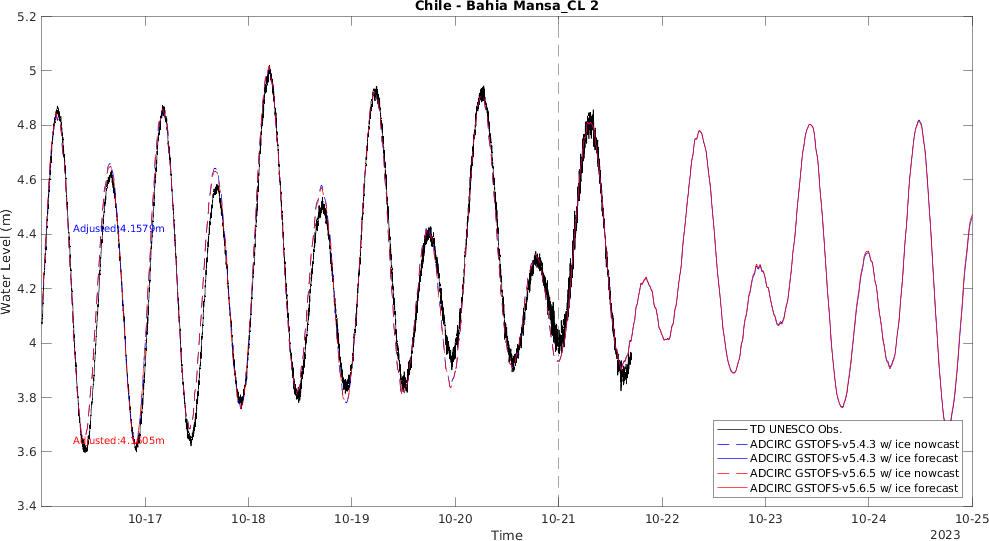 Chile - Bahia Mansa_CL 2
5.2
5
4.8
4.6
4.4
4.2
4
3.8
3.6
3.4
Water Level (m)
Adjusted:4.1579m
Adjusted:4.1605m
TD UNESCO Obs.
ADCIRC GSTOFS-v5.4.3 w/ ice nowcast
ADCIRC GSTOFS-v5.4.3 w/ ice forecast
ADCIRC GSTOFS-v5.6.5 w/ ice nowcast
ADCIRC GSTOFS-v5.6.5 w/ ice forecast
10-17 10-18 10-19 10-20 10-21 10-22 10-23 10-24 10-25
Time
2023